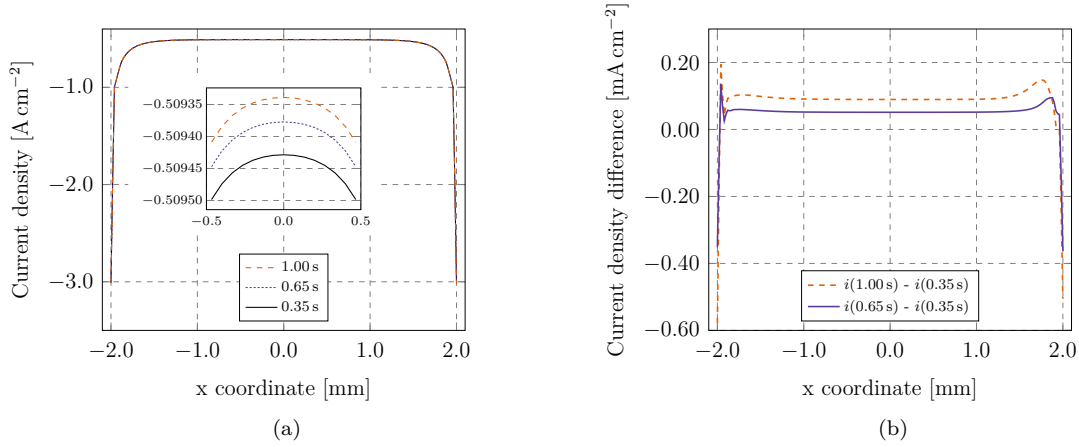 Current density [A cm−2]
−1.0
−2.0
−3.0
−0.50935
−0.50940
−0.50945
−0.50950
−0.5
0.0
0.5
1.00 s
0.65 s
0.35 s
−2.0 −1.0 0.0 1.0 2.0
x coordinate [mm]
(a)
Current density difference [mA cm−2]
0.20
0.00
−0.20
−0.40
−0.60
i(1.00 s) - i(0.35 s)
i(0.65 s) - i(0.35 s)
−2.0 −1.0 0.0 1.0 2.0
x coordinate [mm]
(b)